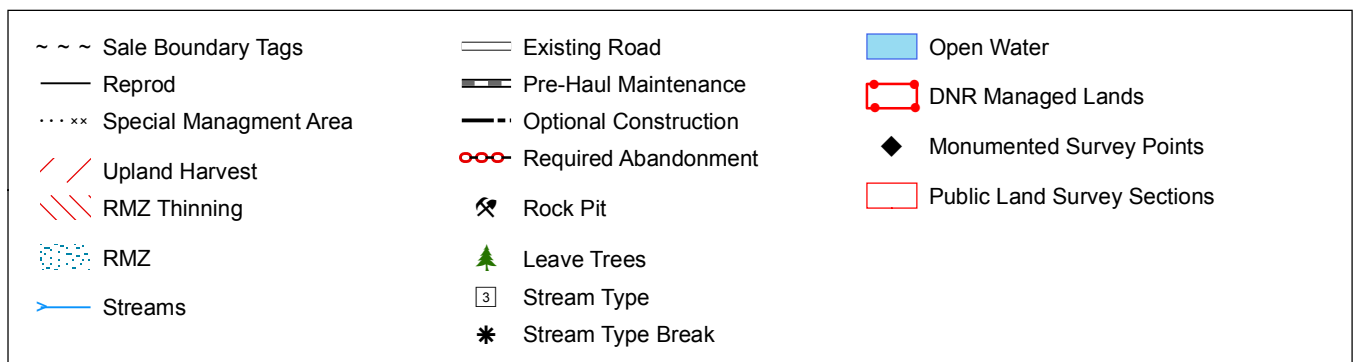 Sale Boundary Tags
Reprod
Special Managment Area
Upland Harvest
RMZ Thinning
RMZ
Streams
Existing Road
Pre-Haul Maintenance
Optional Construction
Required Abandonment
Rock Pit
Leave Trees
3 Stream Type
Stream Type Break
Open Water
DNR Managed Lands
Monumented Survey Points
Public Land Survey Sections